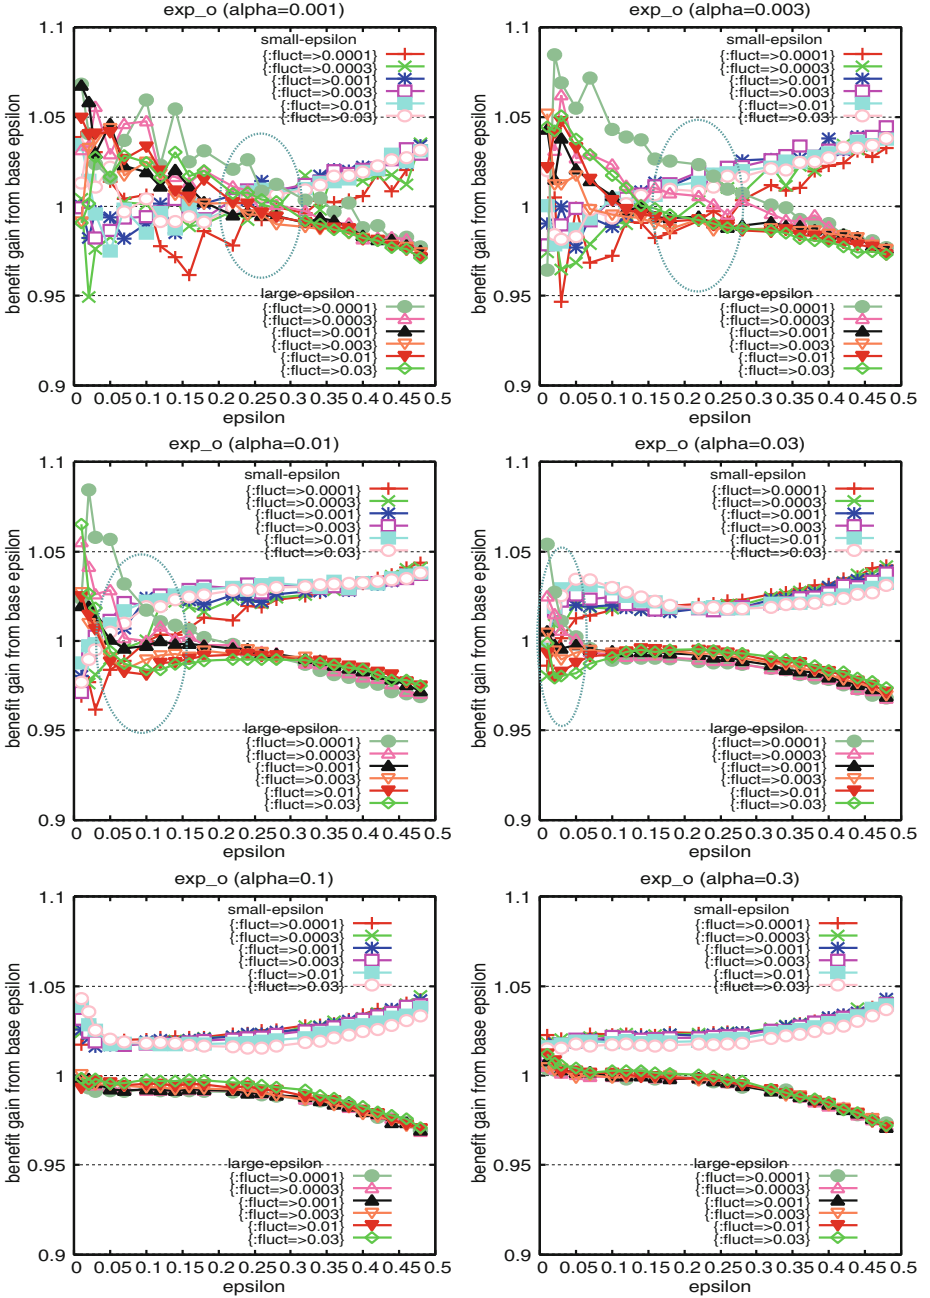 exp_o (alpha=0.001)
benefit gain from base epsilon
1.1
1.05
1
0.95
0.9
small-epsilon
{:fluct=>0.0001}
{:fluct=>0.0003}
{:fluct=>0.001}
{:fluct=>0.003}
{:fluct=>0.01}
{:fluct=>0.03}
large-epsilon
{:fluct=>0.0001}
{:fluct=>0.0003}
{:fluct=>0.001}
{:fluct=>0.003}
{:fluct=>0.01}
{:fluct=>0.03}
0 0.05 0.1 0.15 0.2 0.25 0.3 0.35 0.4 0.45 0.5
epsilon
exp_o (alpha=0.003)
benefit gain from base epsilon
1.1
1.05
1
0.95
0.9
small-epsilon
{:fluct=>0.0001}
{:fluct=>0.0003}
{:fluct=>0.001}
{:fluct=>0.003}
{:fluct=>0.01}
{:fluct=>0.03}
large-epsilon
{:fluct=>0.0001}
{:fluct=>0.0003}
{:fluct=>0.001}
{:fluct=>0.003}
{:fluct=>0.01}
{:fluct=>0.03}
0 0.05 0.1 0.15 0.2 0.25 0.3 0.35 0.4 0.45 0.5
epsilon
exp_o (alpha=0.01)
benefit gain from base epsilon
1.1
1.05
1
0.95
0.9
small-epsilon
{:fluct=>0.0001}
{:fluct=>0.0003}
{:fluct=>0.001}
{:fluct=>0.003}
{:fluct=>0.01}
{:fluct=>0.03}
large-epsilon
{:fluct=>0.0001}
{:fluct=>0.0003}
{:fluct=>0.001}
{:fluct=>0.003}
{:fluct=>0.01}
{:fluct=>0.03}
0 0.05 0.1 0.15 0.2 0.25 0.3 0.35 0.4 0.45 0.5
epsilon
exp_o (alpha=0.03)
benefit gain from base epsilon
1.1
1.05
1
0.95
0.9
small-epsilon
{:fluct=>0.0001}
{:fluct=>0.0003}
{:fluct=>0.001}
{:fluct=>0.003}
{:fluct=>0.01}
{:fluct=>0.03}
large-epsilon
{:fluct=>0.0001}
{:fluct=>0.0003}
{:fluct=>0.001}
{:fluct=>0.003}
{:fluct=>0.01}
{:fluct=>0.03}
0 0.05 0.1 0.15 0.2 0.25 0.3 0.35 0.4 0.45 0.5
epsilon
exp_o (alpha=0.1)
benefit gain from base epsilon
1.1
1.05
1
0.95
0.9
small-epsilon
{:fluct=>0.0001}
{:fluct=>0.0003}
{:fluct=>0.001}
{:fluct=>0.003}
{:fluct=>0.01}
{:fluct=>0.03}
large-epsilon
{:fluct=>0.0001}
{:fluct=>0.0003}
{:fluct=>0.001}
{:fluct=>0.003}
{:fluct=>0.01}
{:fluct=>0.03}
0 0.05 0.1 0.15 0.2 0.25 0.3 0.35 0.4 0.45 0.5
epsilon
exp_o (alpha=0.3)
benefit gain from base epsilon
1.1
1.05
1
0.95
0.9
small-epsilon
{:fluct=>0.0001}
{:fluct=>0.0003}
{:fluct=>0.001}
{:fluct=>0.003}
{:fluct=>0.01}
{:fluct=>0.03}
large-epsilon
{:fluct=>0.0001}
{:fluct=>0.0003}
{:fluct=>0.001}
{:fluct=>0.003}
{:fluct=>0.01}
{:fluct=>0.03}
0 0.05 0.1 0.15 0.2 0.25 0.3 0.35 0.4 0.45 0.5
epsilon